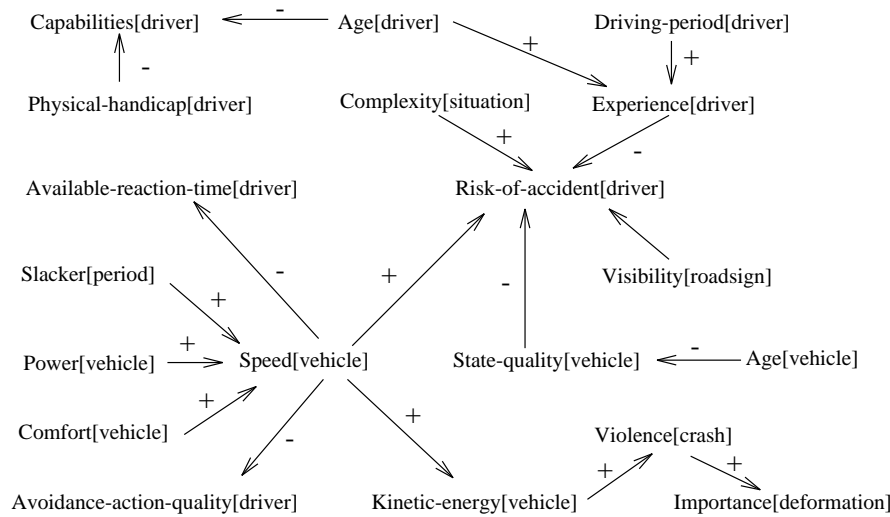 Capabilities[driver] - Age[driver] Driving-period[driver]
+ +
-
Physical-handicap[driver] Complexity[situation] Experience[driver]
+ -
Available-reaction-time[driver] Risk-of-accident[driver]
Slacker[period] - + - Visibility[roadsign]
+
+ -
Power[vehicle] Speed[vehicle] State-quality[vehicle] Age[vehicle]
+
Comfort[vehicle] - + Violence[crash]
+ +
Avoidance-action-quality[driver] Kinetic-energy[vehicle] Importance[deformation]